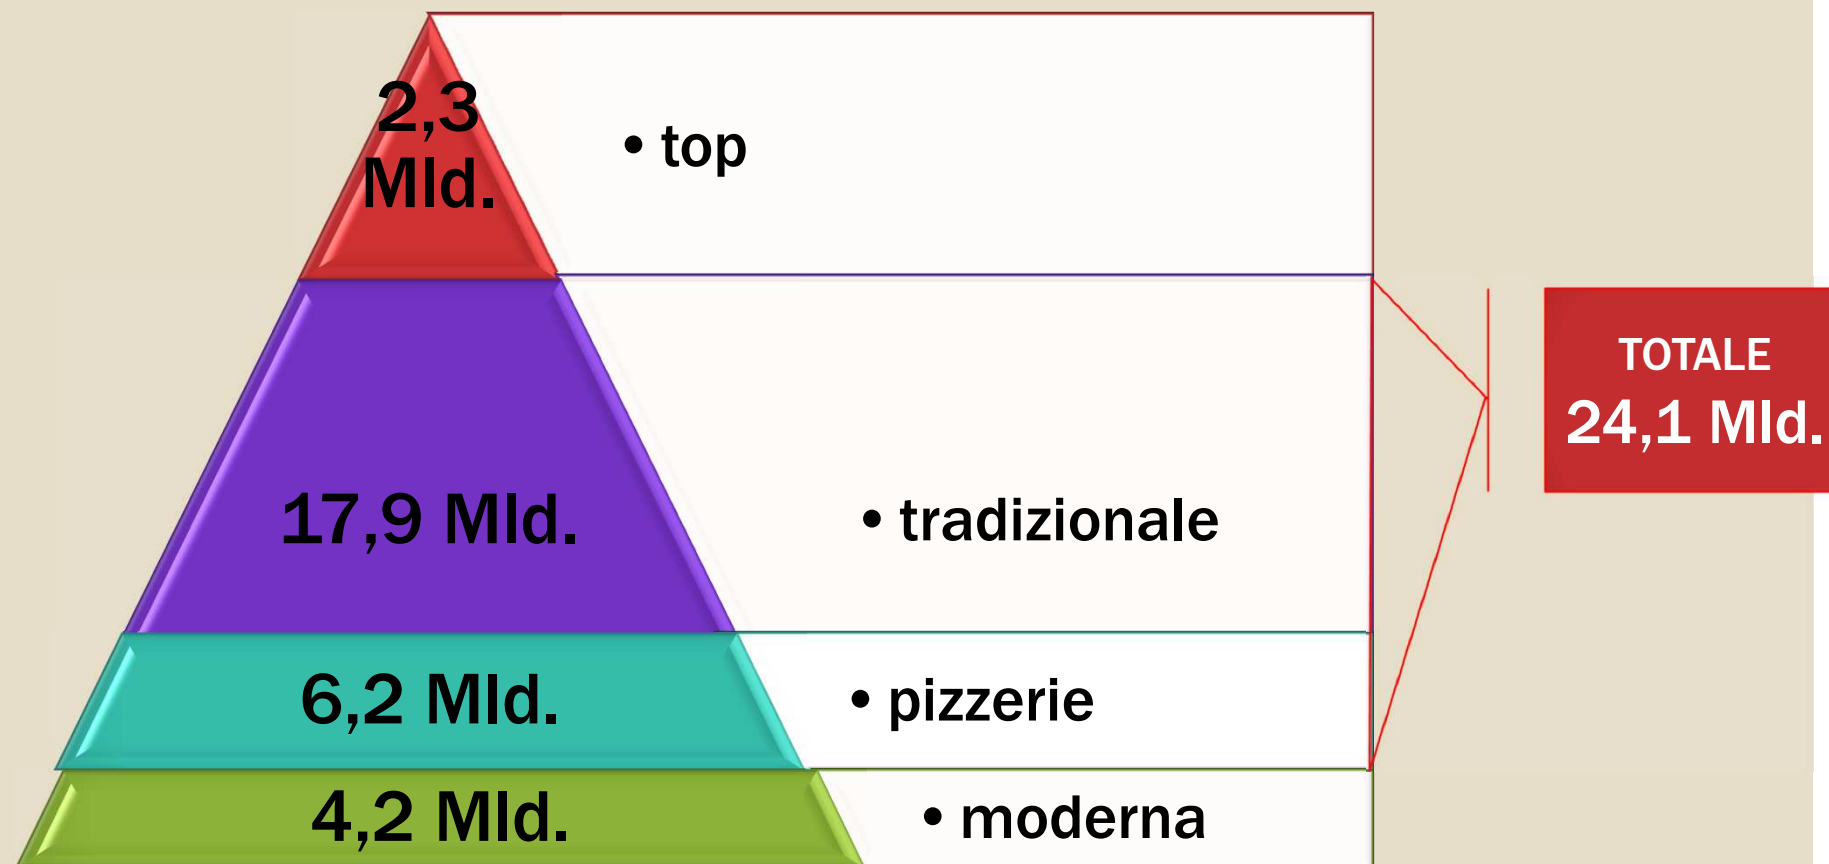 2,3
Mld.
• top
TOTALE
24,1 Mld.
17,9 Mld.
• tradizionale
6,2 Mld.
• pizzerie
4,2 Mld.
• moderna